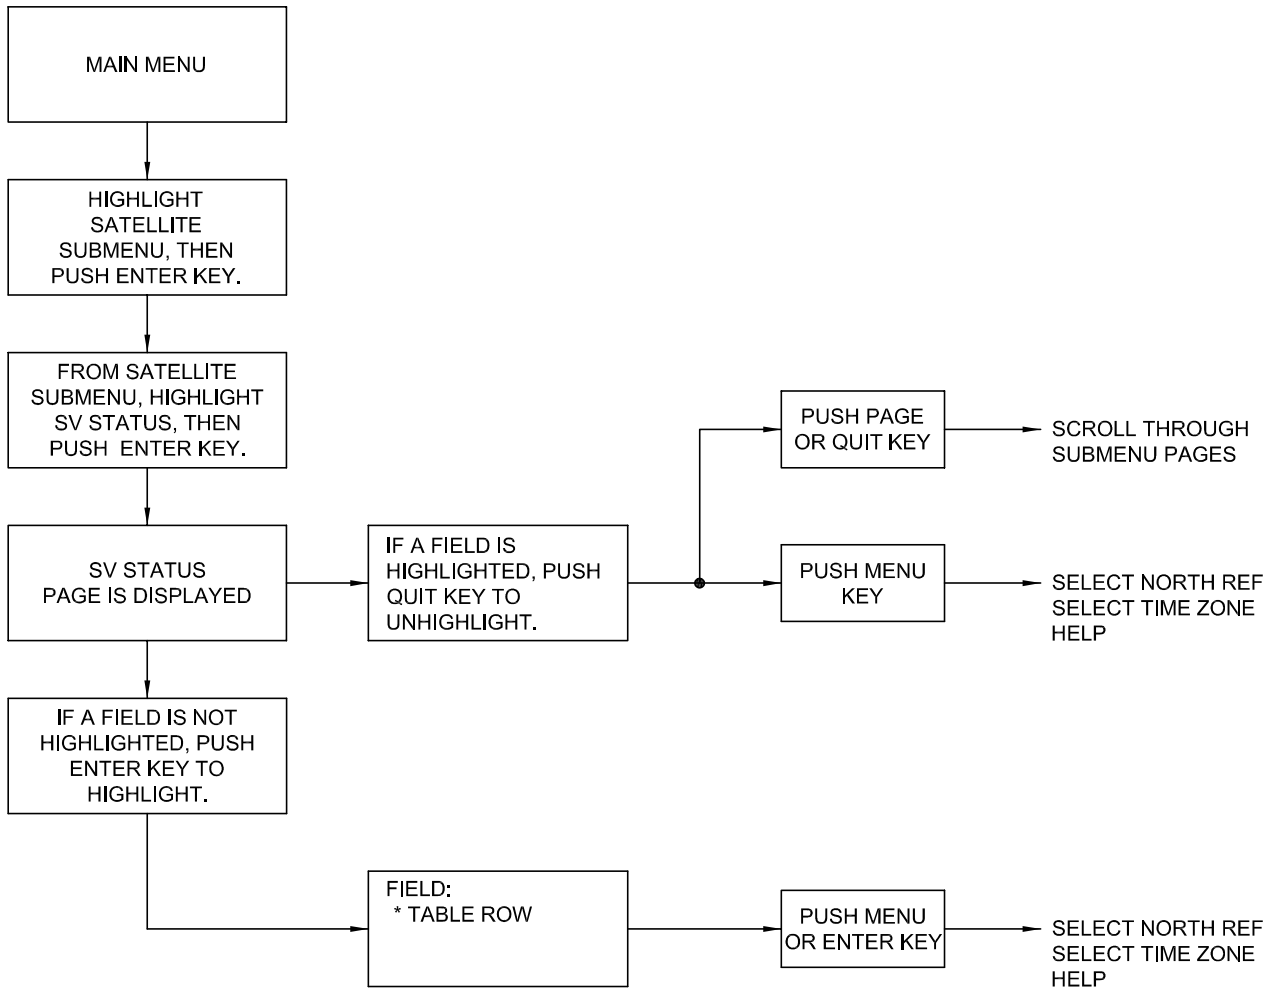 MAIN MENU
HIGHLIGHT
SATELLITE
SUBMENU, THEN
PUSH ENTER KEY.
FROM SATELLITE
SUBMENU, HIGHLIGHT
SV STATUS, THEN
PUSH ENTER KEY.
PUSH PAGE
OR QUIT KEY
SCROLL THROUGH
SUBMENU PAGES
SV STATUS
PAGE IS DISPLAYED
IF A FIELD IS
HIGHLIGHTED, PUSH
QUIT KEY TO
UNHIGHLIGHT.
PUSH MENU
KEY
SELECT NORTH REF
SELECT TIME ZONE
HELP
IF A FIELD IS NOT
HIGHLIGHTED, PUSH
ENTER KEY TO
HIGHLIGHT.
FIELD:
* TABLE ROW
PUSH MENU
OR ENTER KEY
SELECT NORTH REF
SELECT TIME ZONE
HELP